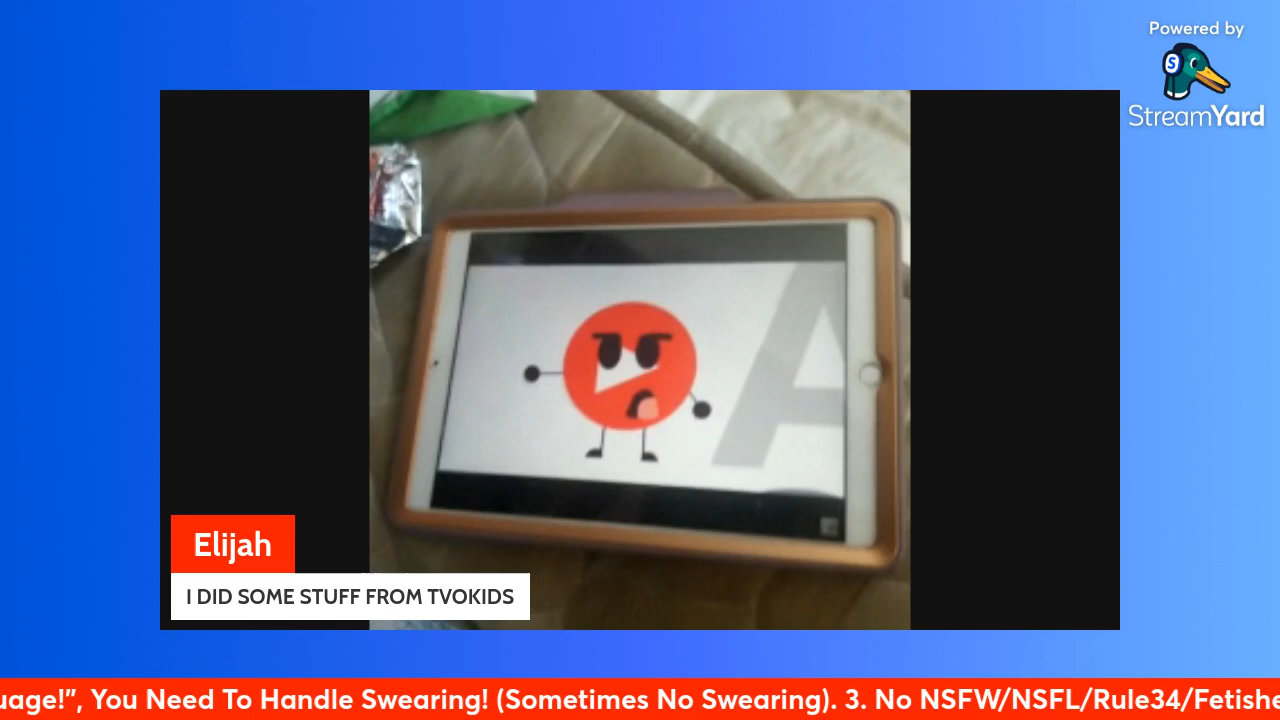 Powered by
S
StreamYard
A
Elijah
I DID SOME STUFF FROM TVOKIDS
uage!”, You Need To Handle Swearing! (Sometimes No Swearing). 3. No NSFW/NSFL/Rule34/Fetishe